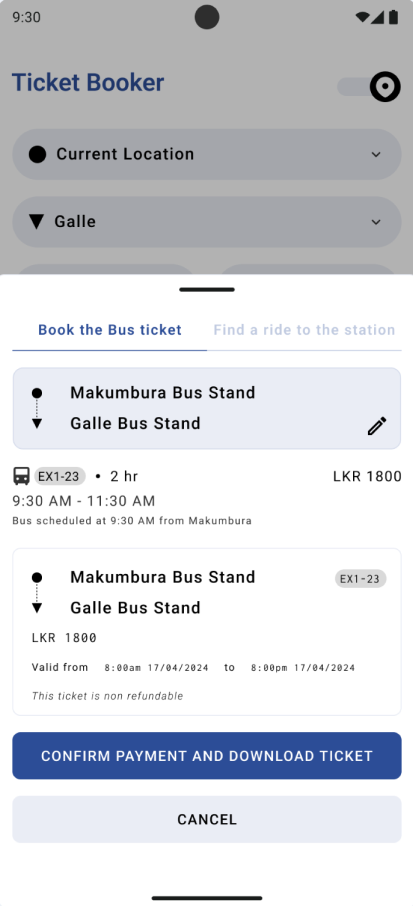 9:30
Ticket Booker
Current Location
Galle
Book the Bus ticket
Find a ride to the station
Makumbura Bus Stand
Galle Bus Stand
EX1-23 • 2 hr LKR 1800
9:30 AM - 11:30 AM
Bus scheduled at 9:30 AM from Makumbura
Makumbura Bus Stand EX1-23
Galle Bus Stand
LKR 1800
Valid from 8:00am 17/04/2024 to 8:00pm 17/04/2024
This ticket is non refundable
CONFIRM PAYMENT AND DOWNLOAD TICKET
CANCEL